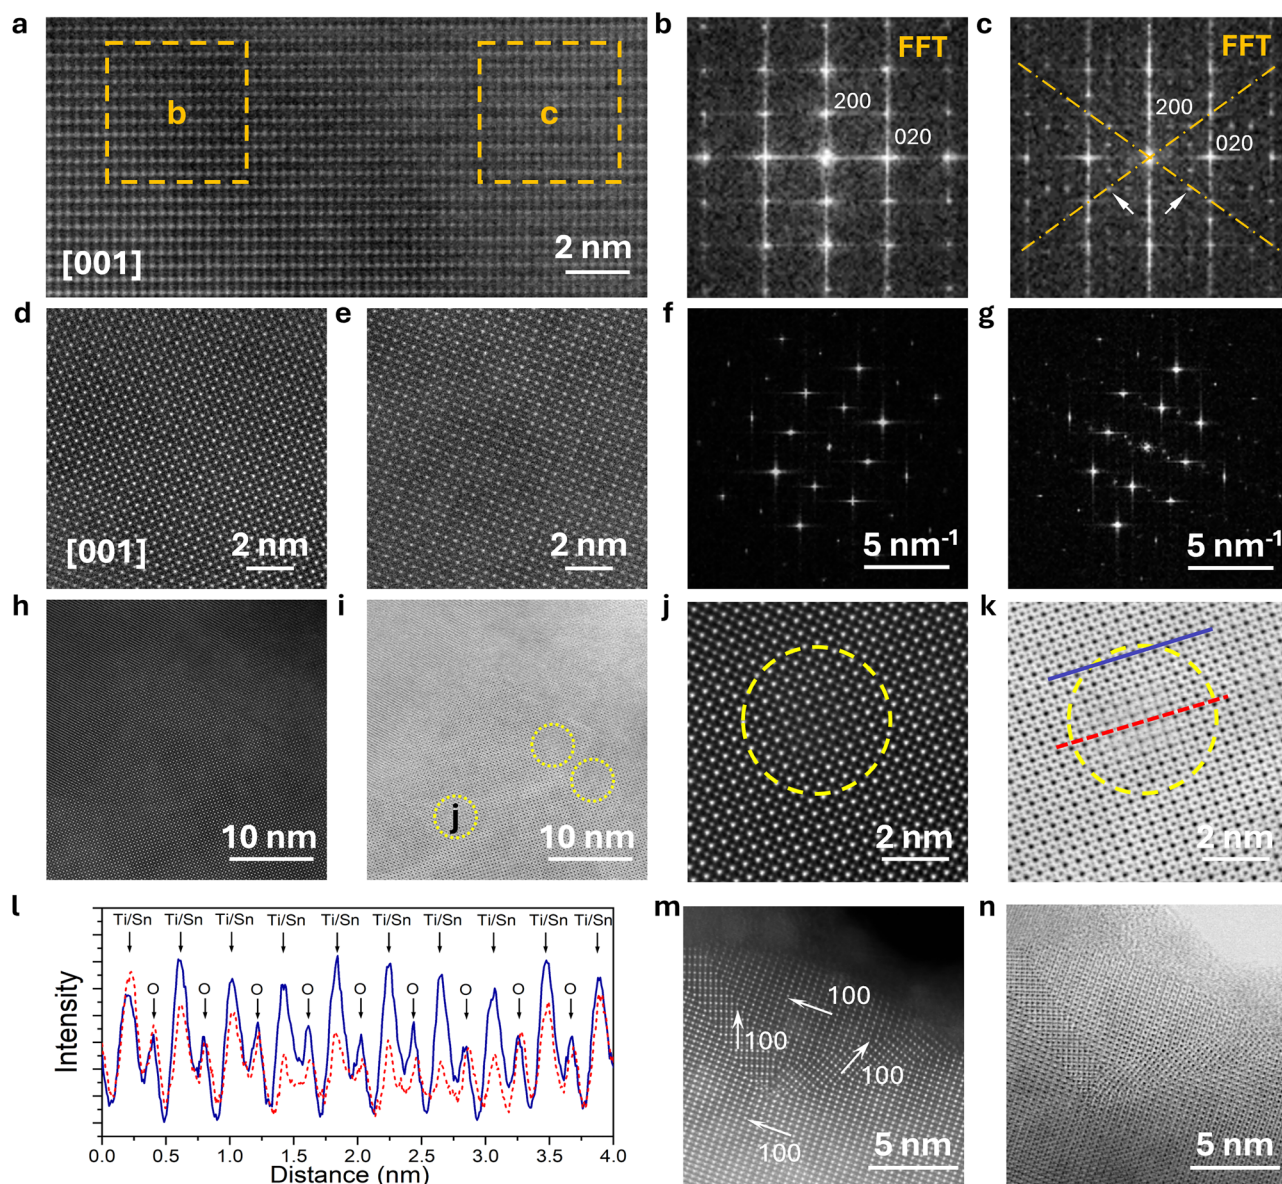 a
b
c
[001]
2 nm
b
FFT
200
020
c
FFT
200
020
d
[001]
2 nm
e
2 nm
f
5 nm-1
g
5 nm-1
h
10 nm
i
j
10 nm
j
2 nm
k
2 nm
l
Ti/Sn Ti/Sn Ti/Sn Ti/Sn Ti/Sn Ti/Sn Ti/Sn Ti/Sn Ti/Sn Ti/Sn
O O O O O O O O O
Intensity
0.0 0.5 1.0 1.5 2.0 2.5 3.0 3.5 4.0
Distance (nm)
m
100
100
100
100
5 nm
n
5 nm